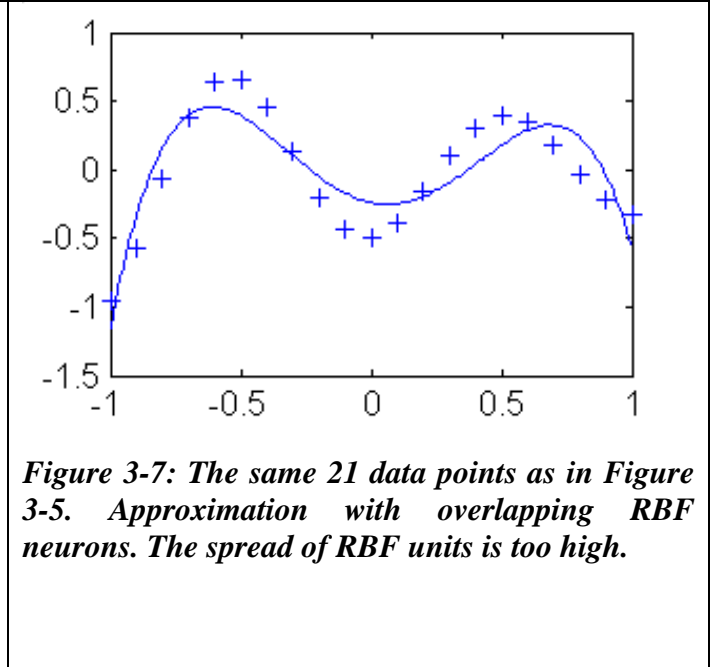 1
0.5
0
-0.5
-1
-1.5
-1 -0.5 0 0.5 1
Figure 3-7: The same 21 data points as in Figure
3-5. Approximation with overlapping RBF
neurons. The spread of RBF units is too high.